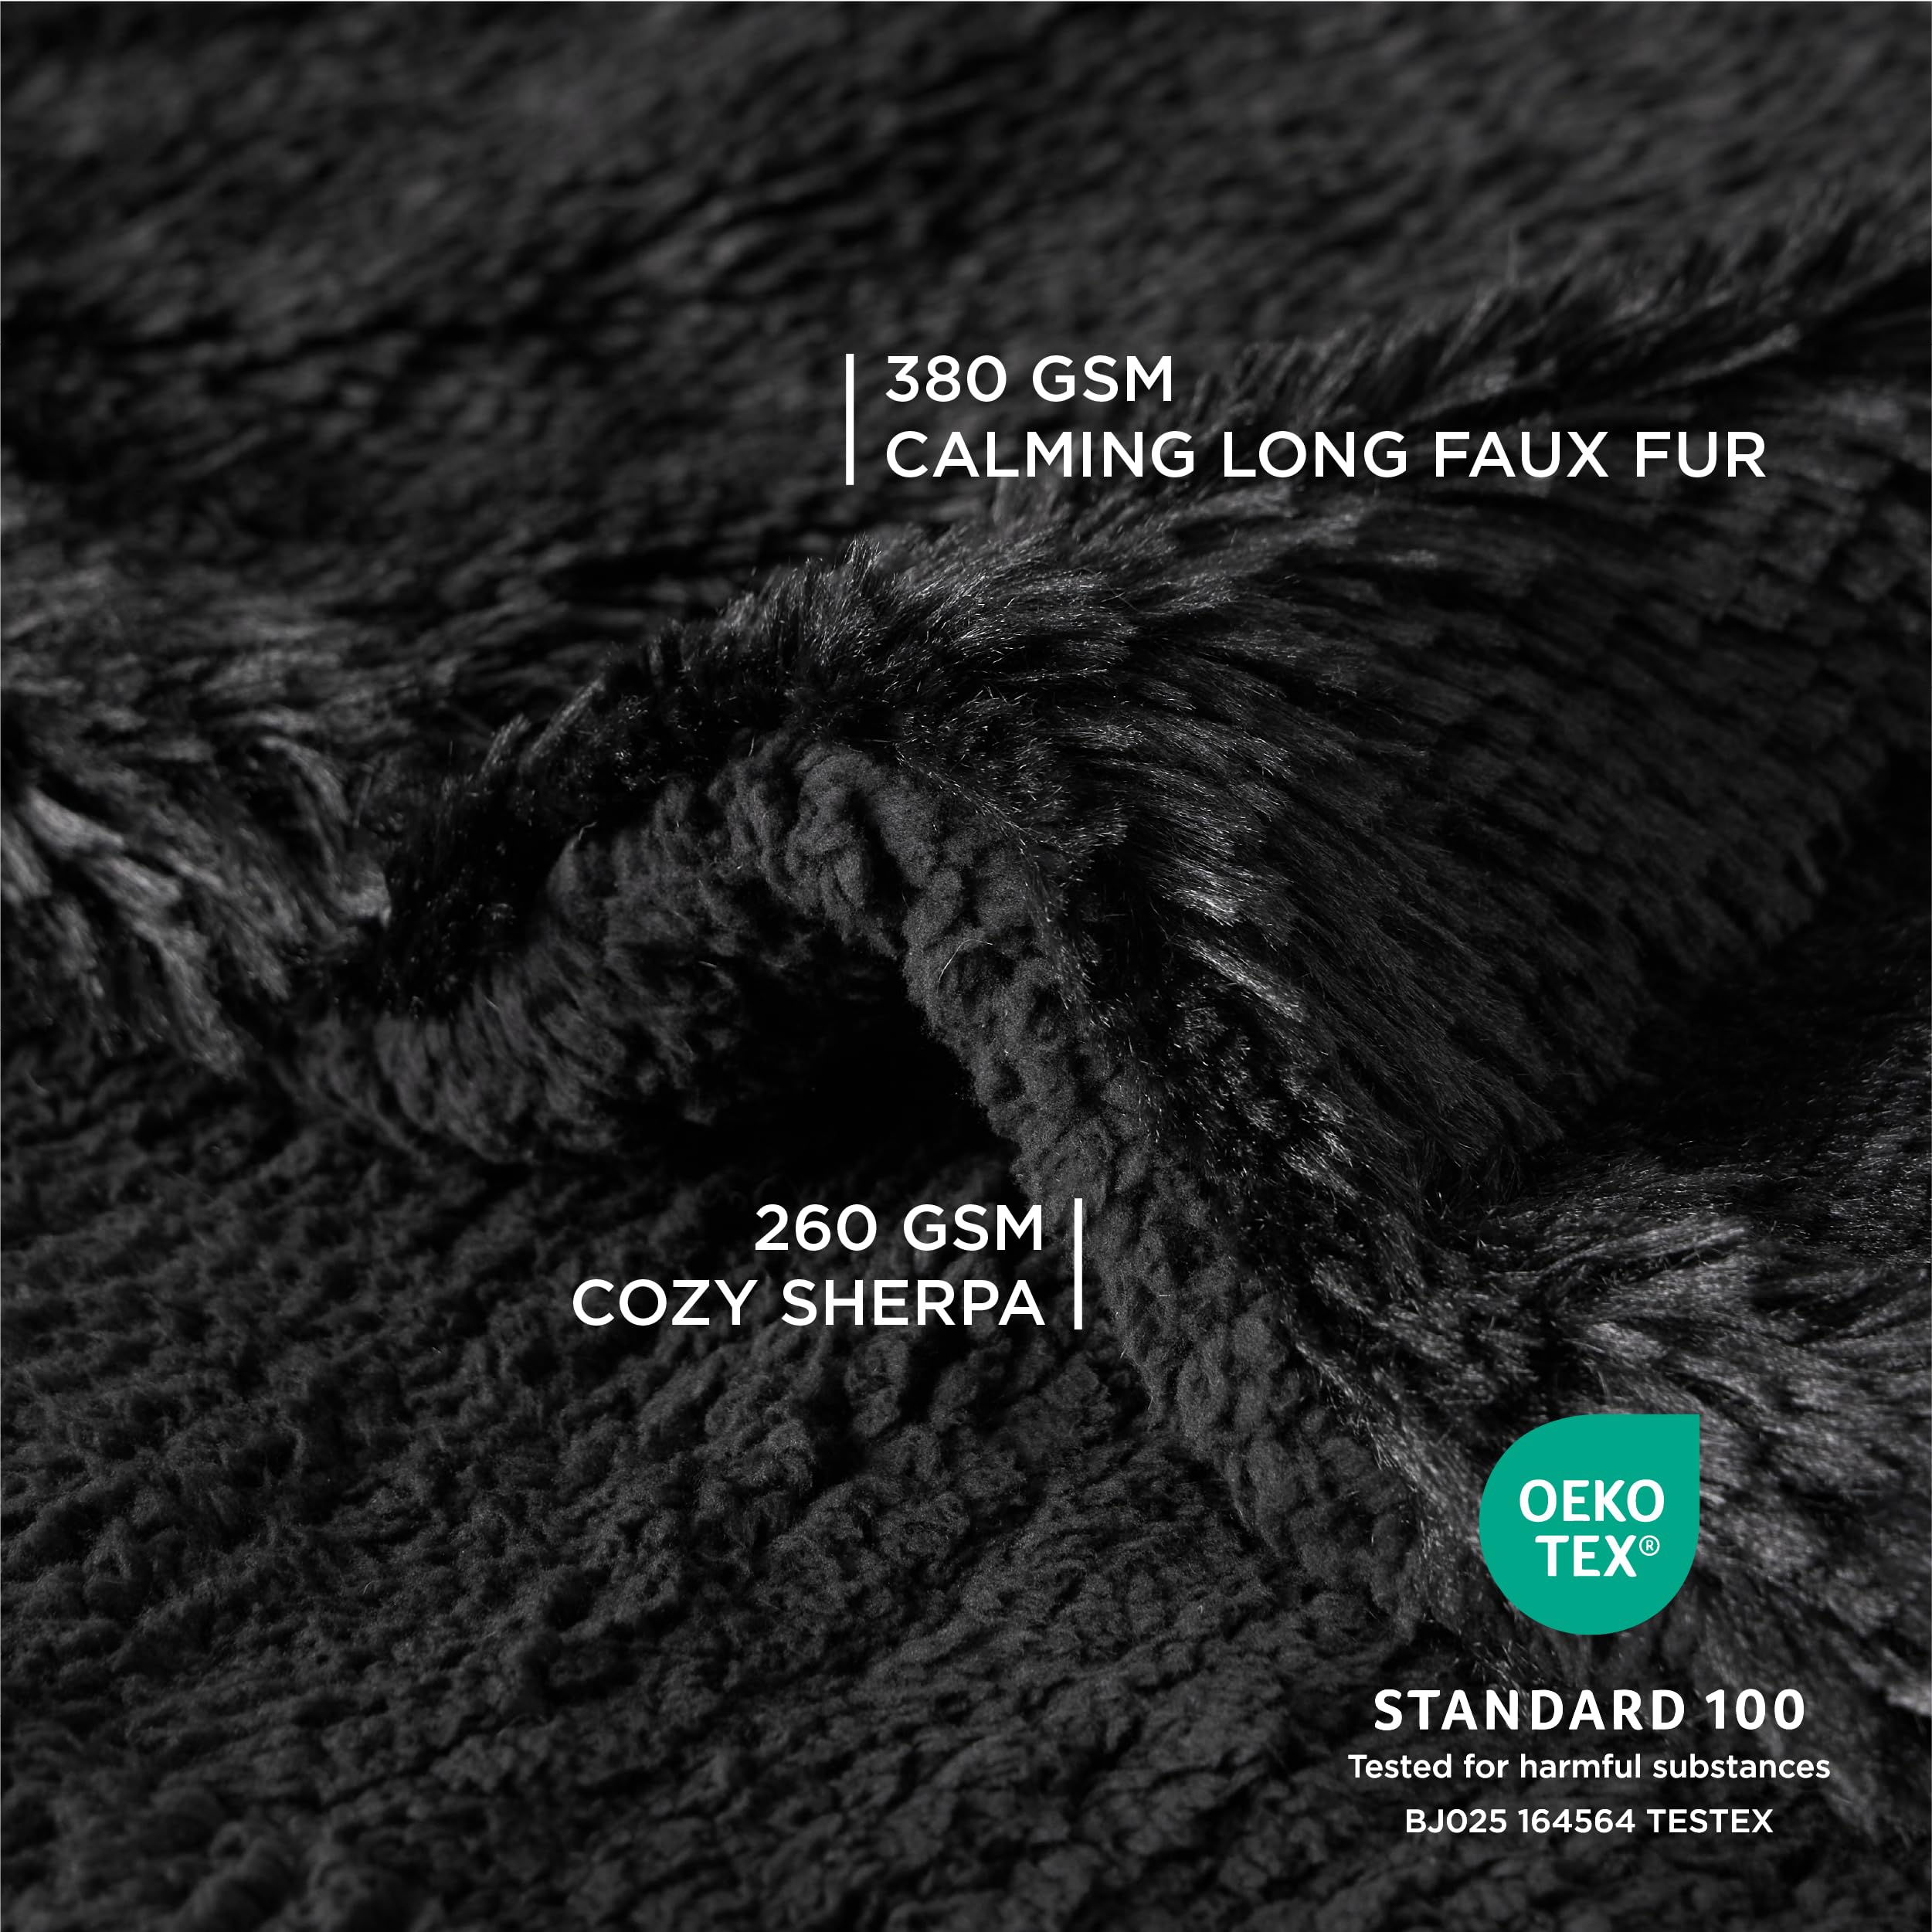 380 GSM
CALMING LONG FAUX FUR
260 GSM
COZY SHERPA
OEKO
TEX®
STANDARD 100
Tested for harmful substances
BJ025 164564 TESTEX